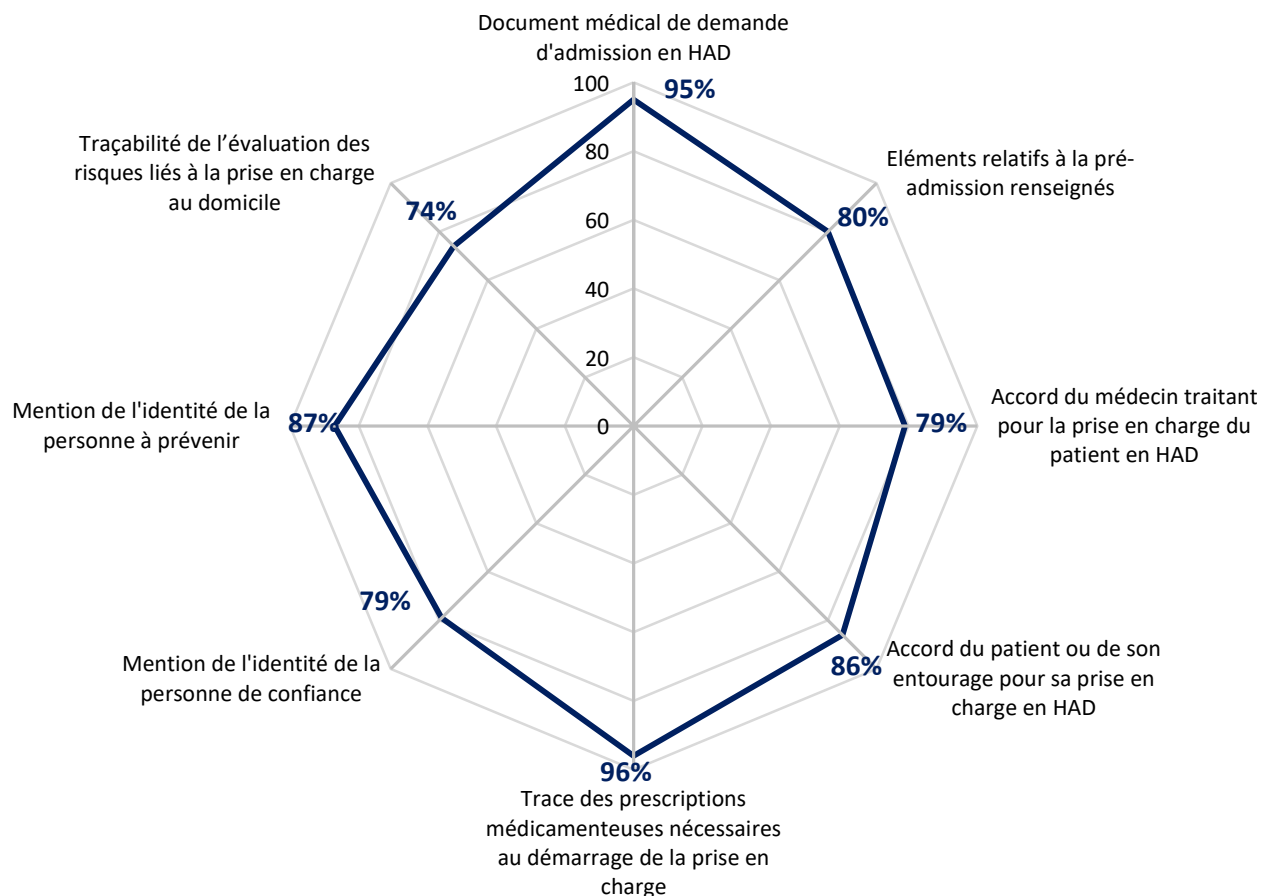 Document médical de demande
d'admission en HAD
100
95%
Traçabilité de l’évaluation des
risques liés à la prise en charge
au domicile
Eléments relatifs à la pré-
admission renseignés
80
74%
80%
60
40
20
0
Mention de l'identité de la
personne à prévenir
87%
79%
Accord du médecin traitant
pour la prise en charge du
patient en HAD
79%
Mention de l'identité de la
personne de confiance
86%
Accord du patient ou de son
entourage pour sa prise en
charge en HAD
96%
Trace des prescriptions
médicamenteuses nécessaires
au démarrage de la prise en
charge